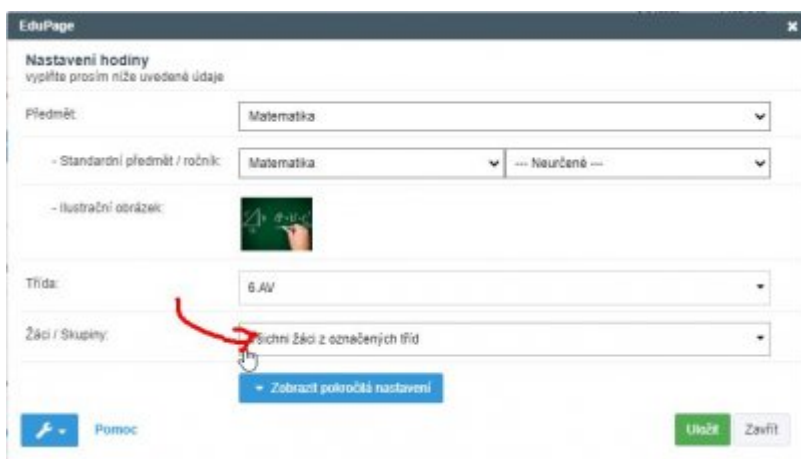 EduPage
Nastavení hodiny
vyplňte prosím níže uvedené údaje
Předmět: Matematika
- Standardní předmět / ročník: Matematika --- Neurčené ---
- Ilustrační obrázek:
Třída: 6.AV
Žáci / Skupiny: žáci z označených tříd
Zobrazit pokročilá nastavení
Pomoc Uložit Zavřít